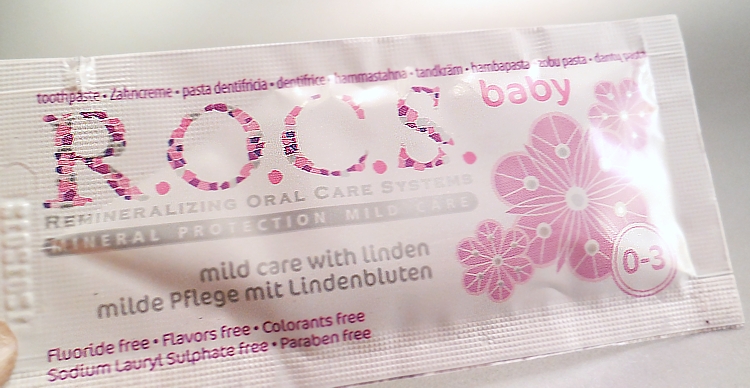 toothpaste • Zahncreme • pasta dentifricia • dentifrice • hammastahna • tandkräm • hambapasta • zobu pasta • dantų pasta
baby
R.O.C.S.
REMINERALIZING ORAL CARE SYSTEMS
MINERAL PROTECTION MILD CARE
mild care with linden
milde Pflege mit Lindenbluten
0-3
Fluoride free • Flavors free • Colorants free
Sodium Lauryl Sulphate free • Paraben free